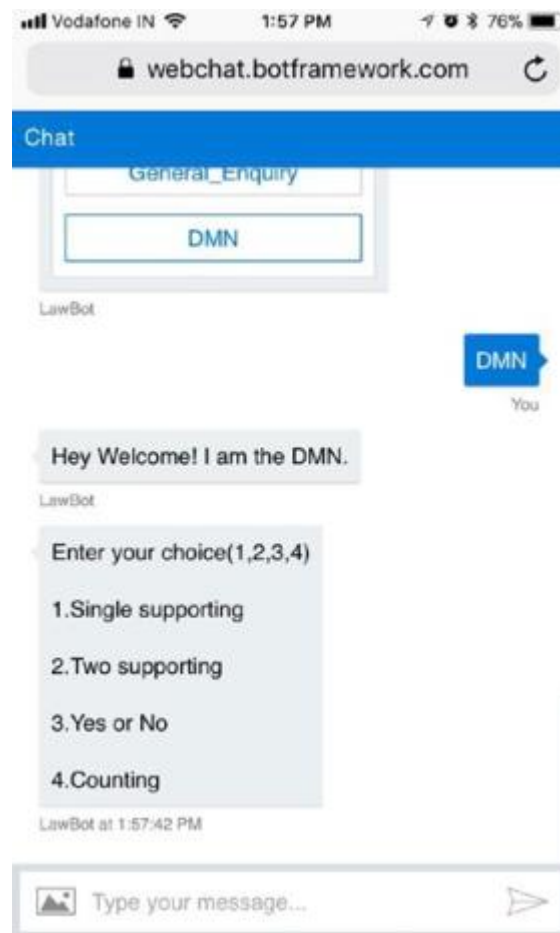 Vodafone IN 1:57 PM 76%
webchat.botframework.com
Chat
General_Enquiry
DMN
LawBot
DMN
You
Hey Welcome! I am the DMN.
LawBot
Enter your choice(1,2,3,4)
1.Single supporting
2.Two supporting
3.Yes or No
4.Counting
LawBot at 1:57:42 PM
Type your message...